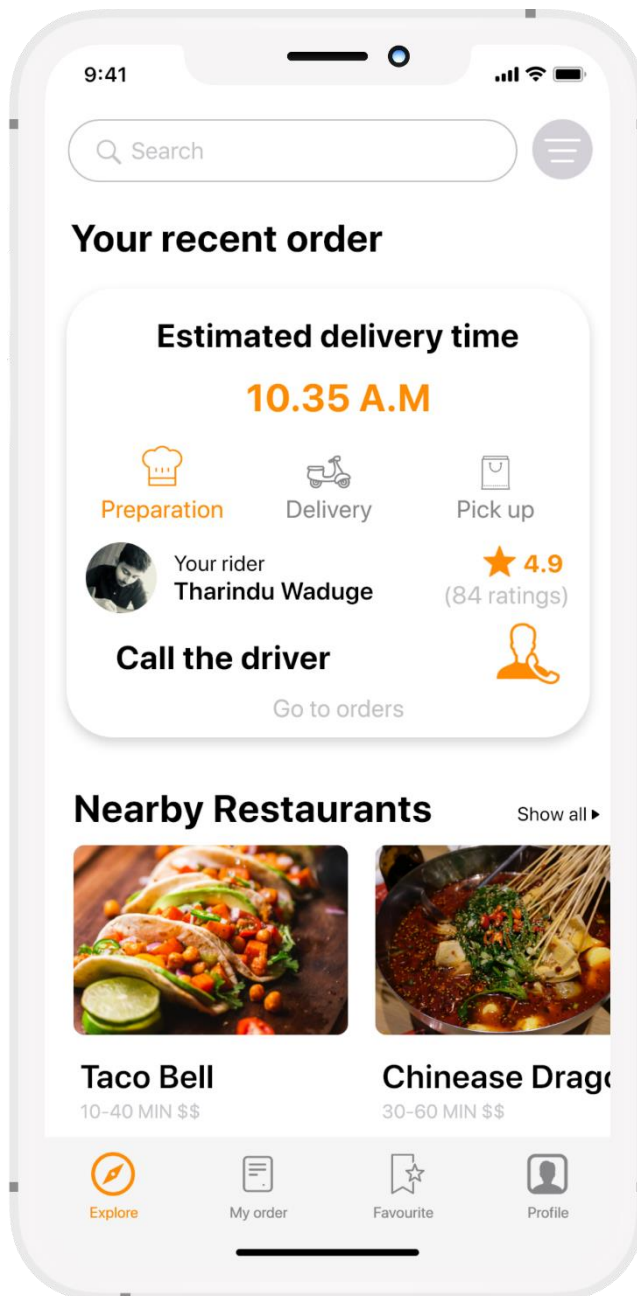 9:41
Search
Your recent order
Estimated delivery time
10.35 A.M
Preparation Delivery Pick up
Your rider 4.9
Tharindu Waduge (84 ratings)
Call the driver
Go to orders
Nearby Restaurants Show all
Taco Bell Chinease Drago
10-40 MIN $$ 30-60 MIN $$
Explore My order Favourite Profile